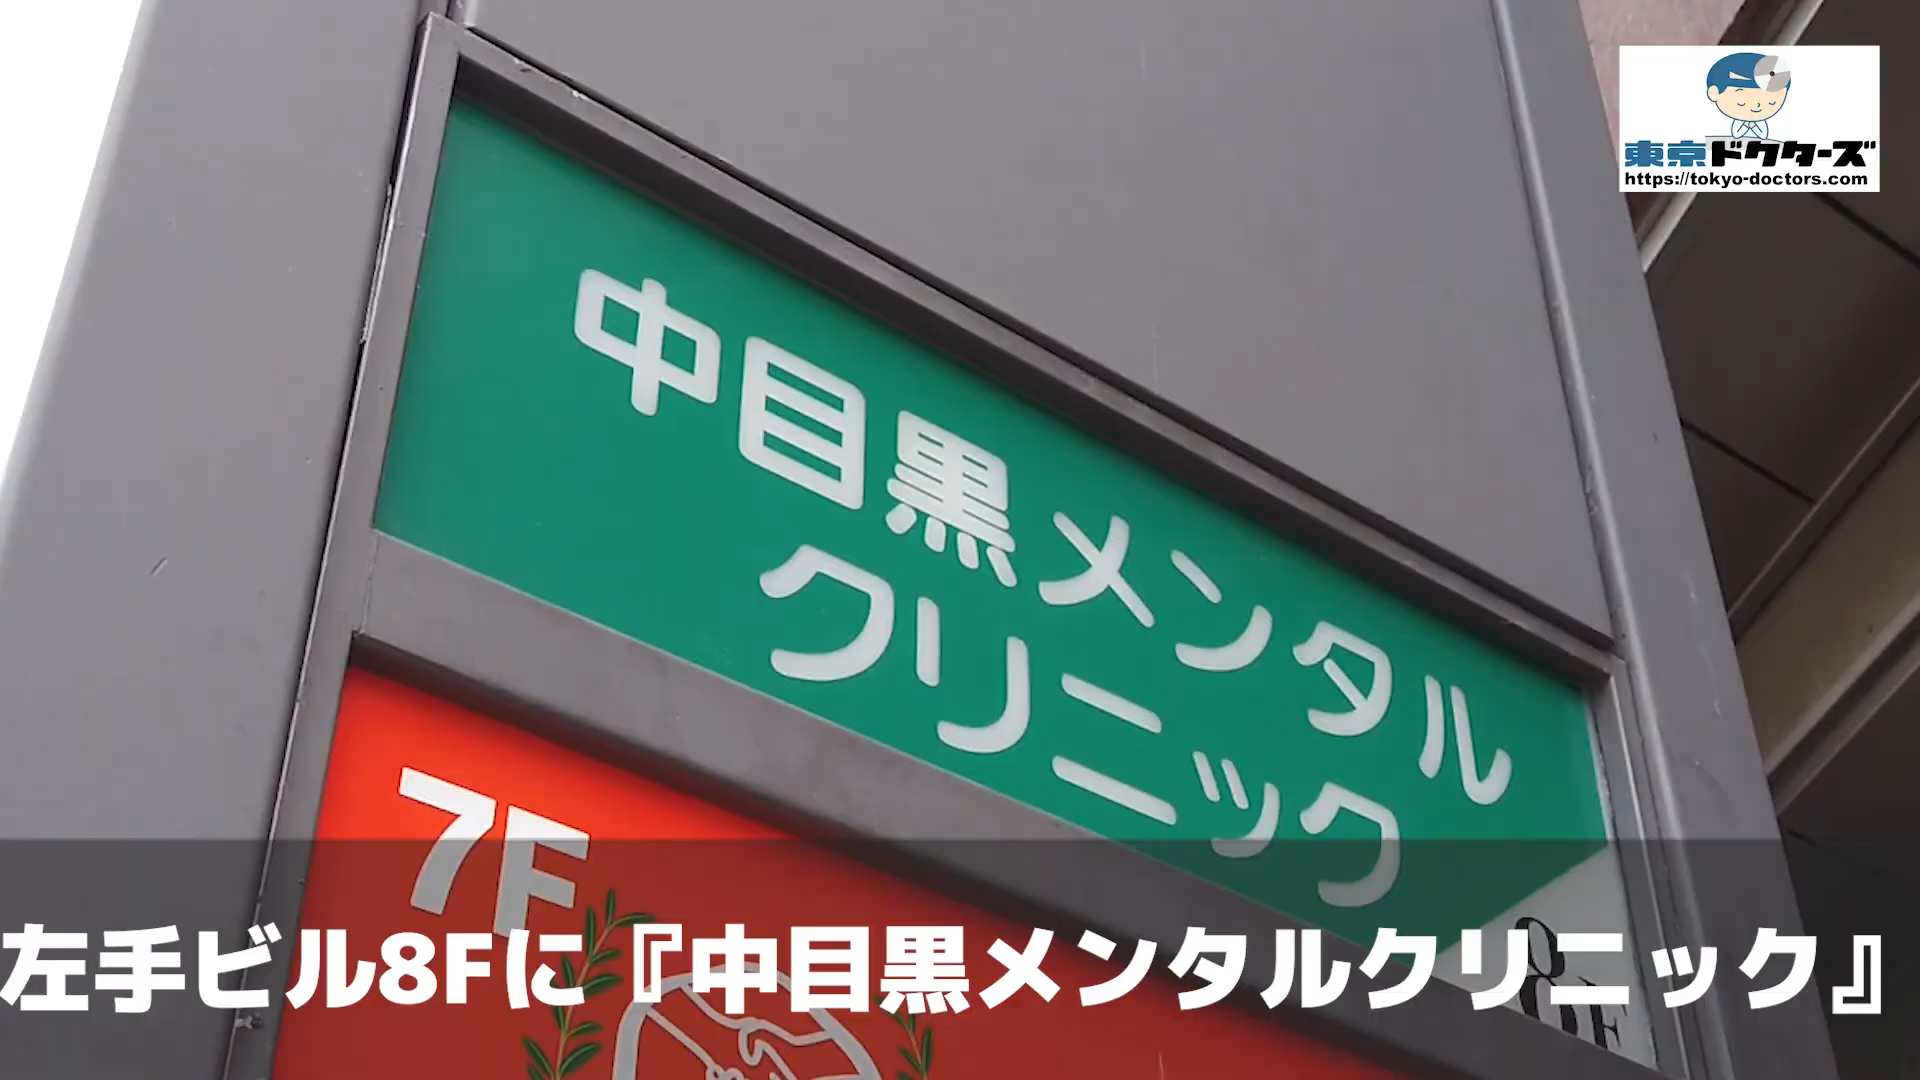 東京ドクターズ
https://tokyo-doctors.com
中目黒メンタル
クリニック
8F
7F
左手ビル8Fに『中目黒メンタルクリニック』